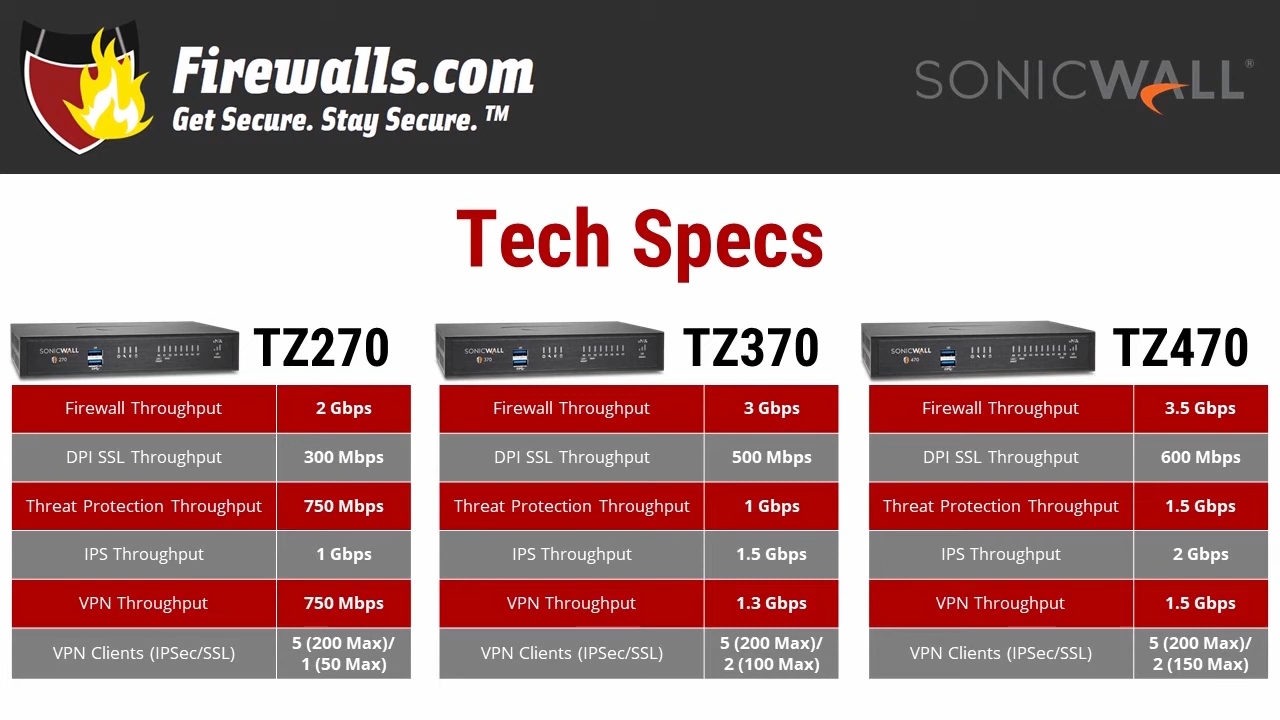 Firewalls.com
Get Secure. Stay Secure. ™
SONICWALL®
Tech Specs
SONICWALL
270
TZ270
Firewall Throughput 2 Gbps
DPI SSL Throughput 300 Mbps
Threat Protection Throughput 750 Mbps
IPS Throughput 1 Gbps
VPN Throughput 750 Mbps
VPN Clients (IPSec/SSL) 5 (200 Max)/
1 (50 Max)
SONICWALL
370
TZ370
Firewall Throughput 3 Gbps
DPI SSL Throughput 500 Mbps
Threat Protection Throughput 1 Gbps
IPS Throughput 1.5 Gbps
VPN Throughput 1.3 Gbps
VPN Clients (IPSec/SSL) 5 (200 Max)/
2 (100 Max)
SONICWALL
470
TZ470
Firewall Throughput 3.5 Gbps
DPI SSL Throughput 600 Mbps
Threat Protection Throughput 1.5 Gbps
IPS Throughput 2 Gbps
VPN Throughput 1.5 Gbps
VPN Clients (IPSec/SSL) 5 (200 Max)/
2 (150 Max)